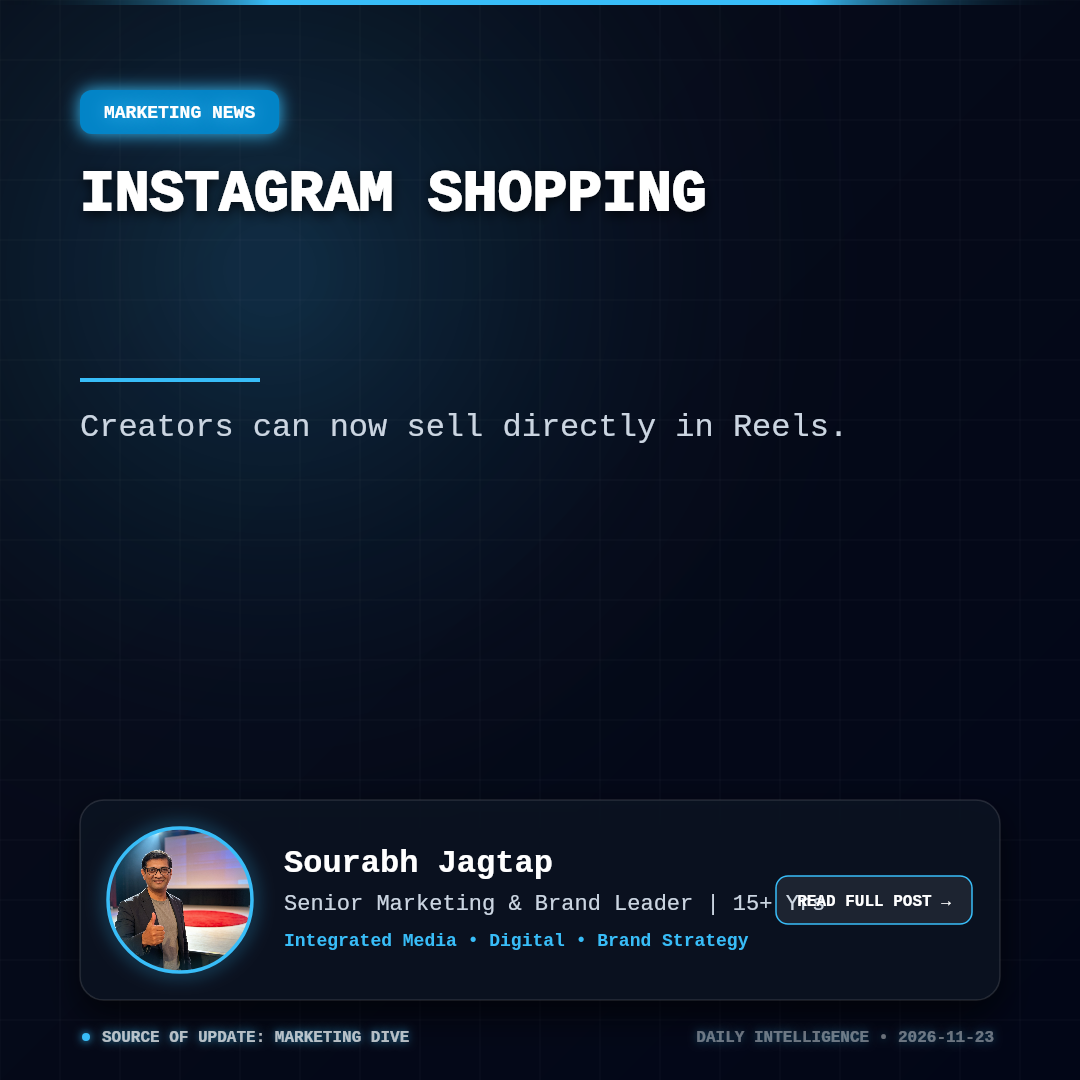 MARKETING NEWS
INSTAGRAM SHOPPING
Creators can now sell directly in Reels.
Sourabh Jagtap
Senior Marketing & Brand Leader | 15+ Yrs
READ FULL POST →
Integrated Media • Digital • Brand Strategy
SOURCE OF UPDATE: MARKETING DIVE
DAILY INTELLIGENCE • 2026-11-23